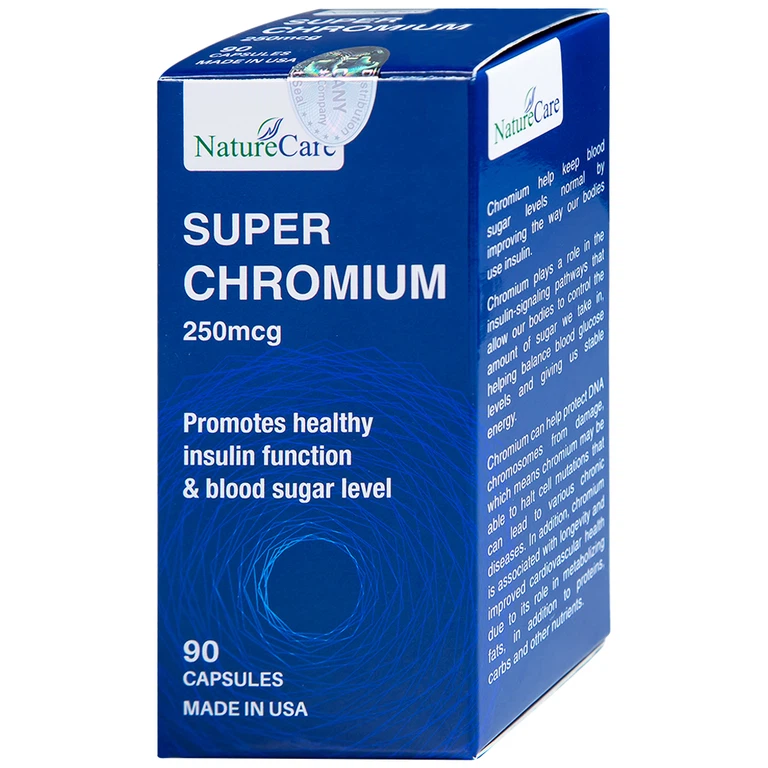 SUPER
CHROMIUM
250mcg
90
CAPSULES
MADE IN USA
Distribution
COMPANY
Company
Seal
NatureCare
SUPER
CHROMIUM
250mcg
Promotes healthy
insulin function
& blood sugar level
90
CAPSULES
MADE IN USA
NatureCare
Chromium help keep blood
sugar levels normal by
improving the way our bodies
use insulin.
Chromium plays a role in the
insulin-signaling pathways that
allow our bodies to control the
amount of sugar we take in,
helping balance blood glucose
levels and giving us stable
energy.
Chromium can help protect DNA
chromosomes from damage,
which means chromium may be
able to halt cell mutations that
can lead to various chronic
diseases. In addition, chromium
is associated with longevity and
improved cardiovascular health
due to its role in metabolizing
fats, in addition to proteins,
carbs and other nutrients.